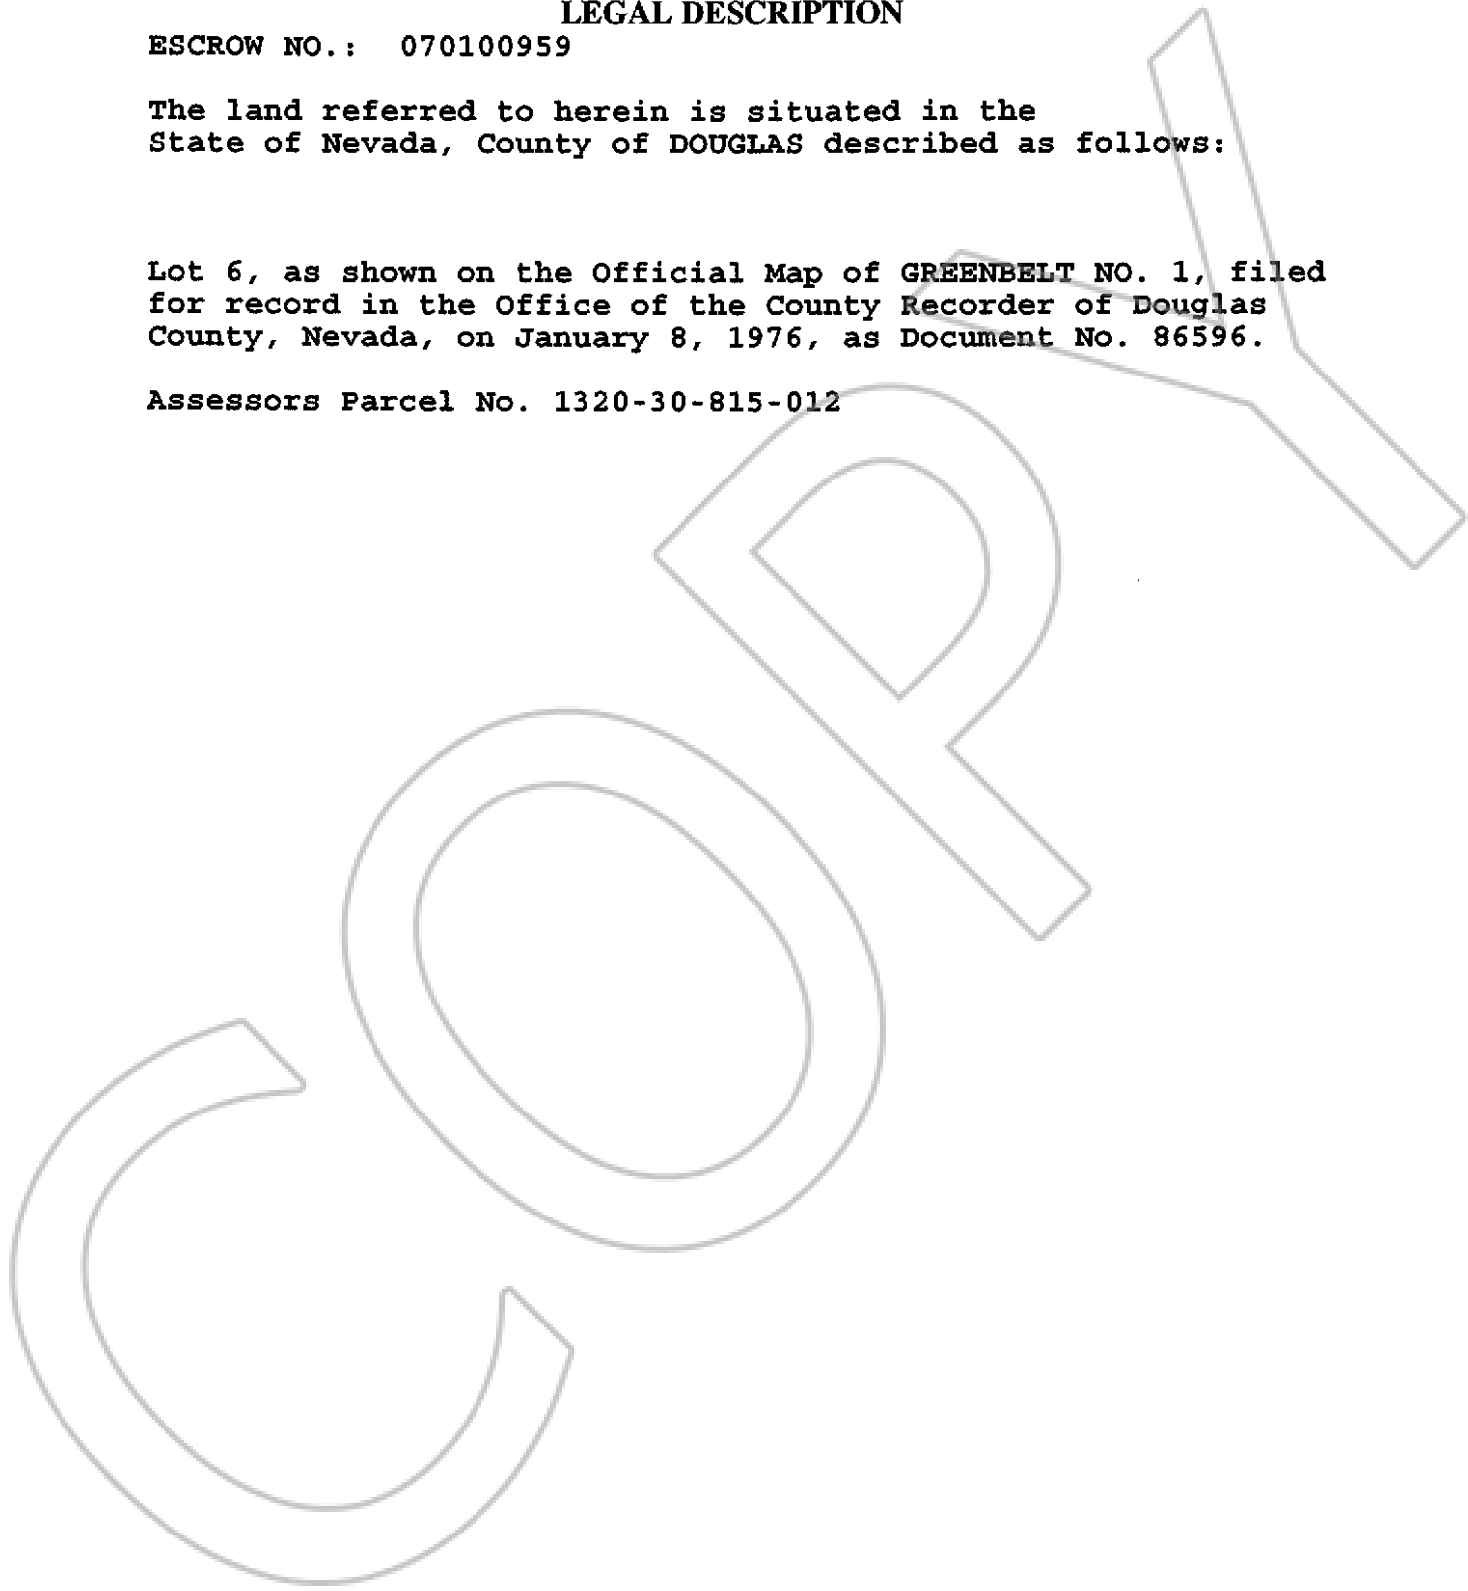 LEGAL DESCRIPTION
ESCROW NO.: 070100959
The land referred to herein is situated in the
State of Nevada, County of DOUGLAS described as follows:
Lot 6, as shown on the Official Map of GREENBELT NO. 1, filed
for record in the Office of the County Recorder of Douglas
County, Nevada, on January 8, 1976, as Document No. 86596.
Assessors Parcel No. 1320-30-815-012
COPY